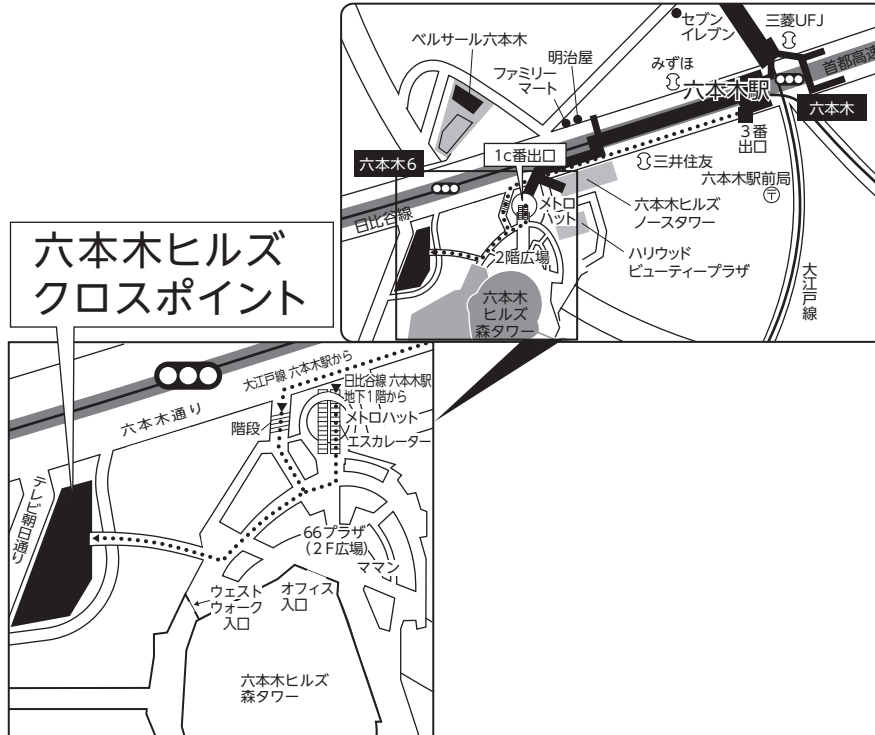 セブン
イレブン
三菱UFJ
ベルサール六本木
明治屋
ファミリー
マート
みずほ
首都高速
六本木駅
六本木
3番
出口
1c番出口
六本木6
三井住友
六本木駅前局
〒
メトロ
ハット
六本木ヒルズ
ノースタワー
日比谷線
2階広場
ハリウッド
ビューティープラザ
大江戸線
六本木
ヒルズ
森タワー
六本木ヒルズ
クロスポイント
大江戸線 六本木駅から
日比谷線 六本木駅
地下1階から
六本木通り
階段
メトロハット
エスカレーター
テレビ朝日通り
66プラザ
(2F広場)
ママン
ウェスト
ウォーク
入口
オフィス
入口
六本木ヒルズ
森タワー